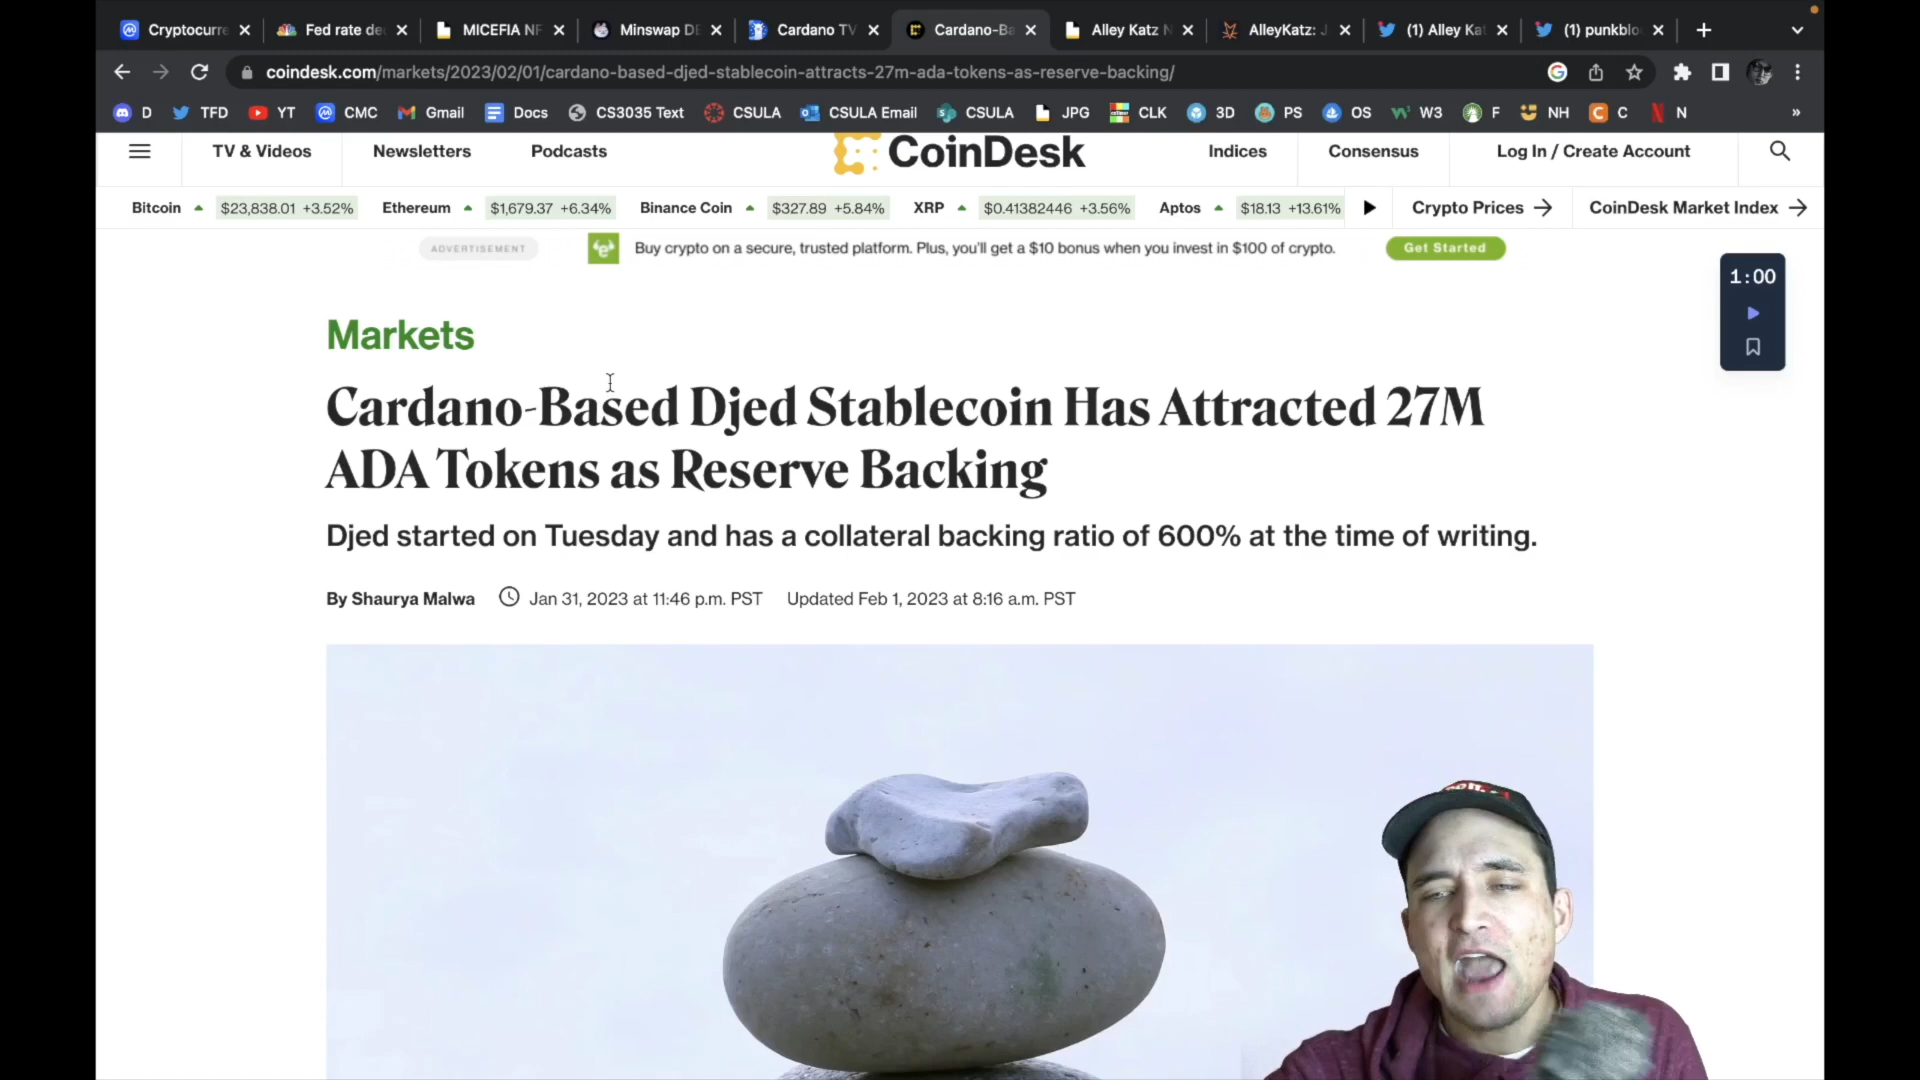 Cryptocurre
Fed rate de
MICEFIA NF
Minswap DE
Cardano TV
Cardano-Ba
Alley Katz N
AlleyKatz: J
(1) Alley Kat
(1) punkblo
coindesk.com/markets/2023/02/01/cardano-based-djed-stablecoin-attracts-27m-ada-tokens-as-reserve-backing/
D TFD YT CMC Gmail Docs CS3035 Text CSULA CSULA Email CSULA JPG CLK 3D PS OS W3 F NH C N »
TV & Videos Newsletters Podcasts CoinDesk Indices Consensus Log In / Create Account
Bitcoin $23,838.01 +3.52% Ethereum $1,679.37 +6.34% Binance Coin $327.89 +5.84% XRP $0.41382446 +3.56% Aptos $18.13 +13.61% Crypto Prices CoinDesk Market Index
ADVERTISEMENT Buy crypto on a secure, trusted platform. Plus, you'll get a $10 bonus when you invest in $100 of crypto. Get Started
1:00
Markets
Cardano-Based Djed Stablecoin Has Attracted 27M
ADA Tokens as Reserve Backing
Djed started on Tuesday and has a collateral backing ratio of 600% at the time of writing.
By Shaurya Malwa Jan 31, 2023 at 11:46 p.m. PST Updated Feb 1, 2023 at 8:16 a.m. PST